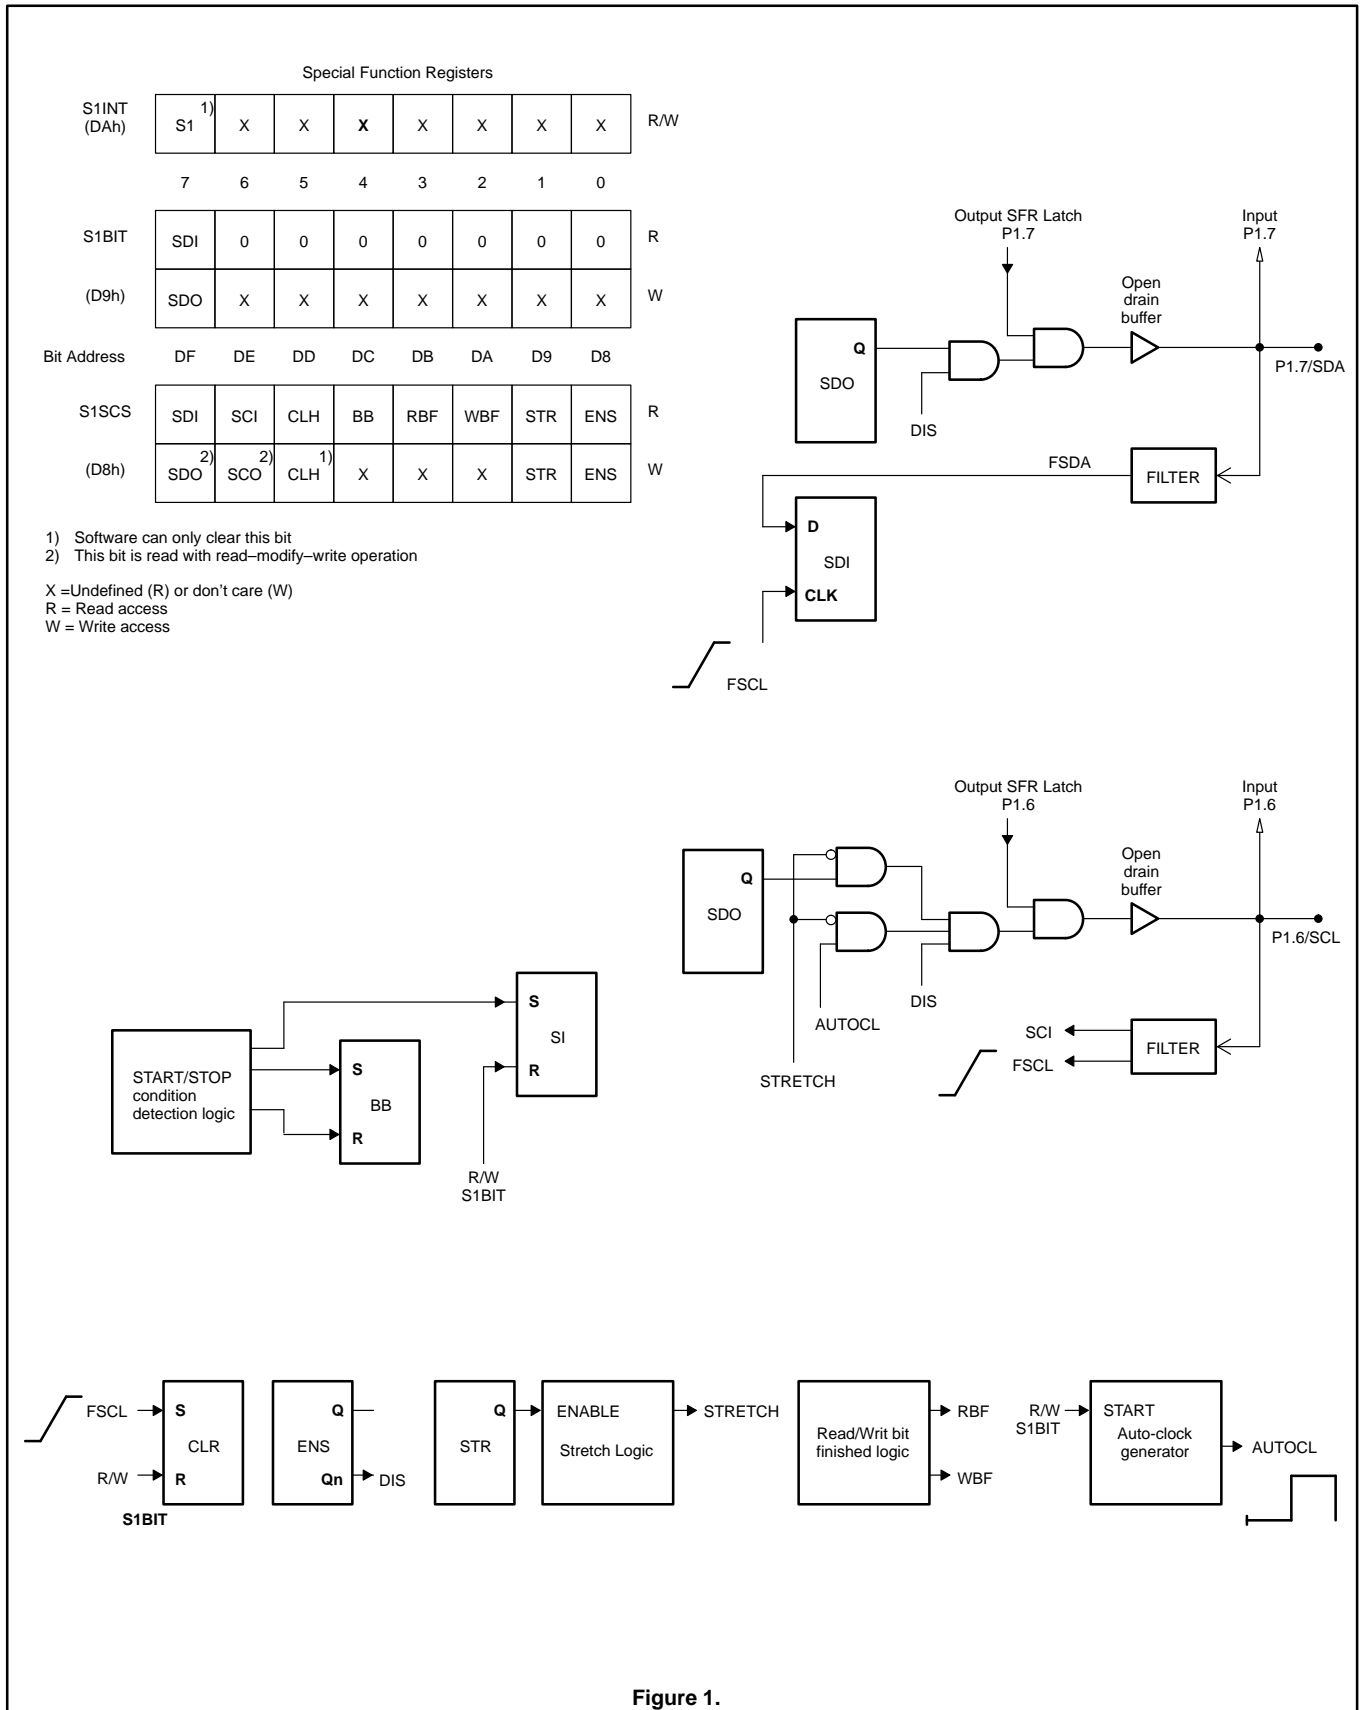 Special Function Registers
S1INT
(DAh)
S1 1) X X X X X X X R/W
7 6 5 4 3 2 1 0
S1BIT SDI 0 0 0 0 0 0 0 R
(D9h) SDO X X X X X X X W
Bit Address DF DE DD DC DB DA D9 D8
S1SCS SDI SCI CLH BB RBF WBF STR ENS R
(D8h) SDO 2) SCO 2) CLH 1) X X X STR ENS W
1) Software can only clear this bit
2) This bit is read with read–modify–write operation
X =Undefined (R) or don't care (W)
R = Read access
W = Write access
Output SFR Latch
P1.7
Input
P1.7
Open
drain
buffer
Q
SDO
DIS
P1.7/SDA
FSDA
FILTER
D
SDI
CLK
FSCL
Output SFR Latch
P1.6
Input
P1.6
Open
drain
buffer
Q
SDO
DIS
P1.6/SCL
AUTOCL
STRETCH
SCI
FSCL
FILTER
START/STOP
condition
detection logic
S
BB
R
S
SI
R
R/W
S1BIT
FSCL
R/W
S
CLR
R
S1BIT
Q
ENS
Qn
DIS
Q
STR
ENABLE
Stretch Logic
STRETCH
Read/Writ bit
finished logic
RBF
WBF
R/W
S1BIT
START
Auto-clock
generator
AUTOCL
Figure 1.